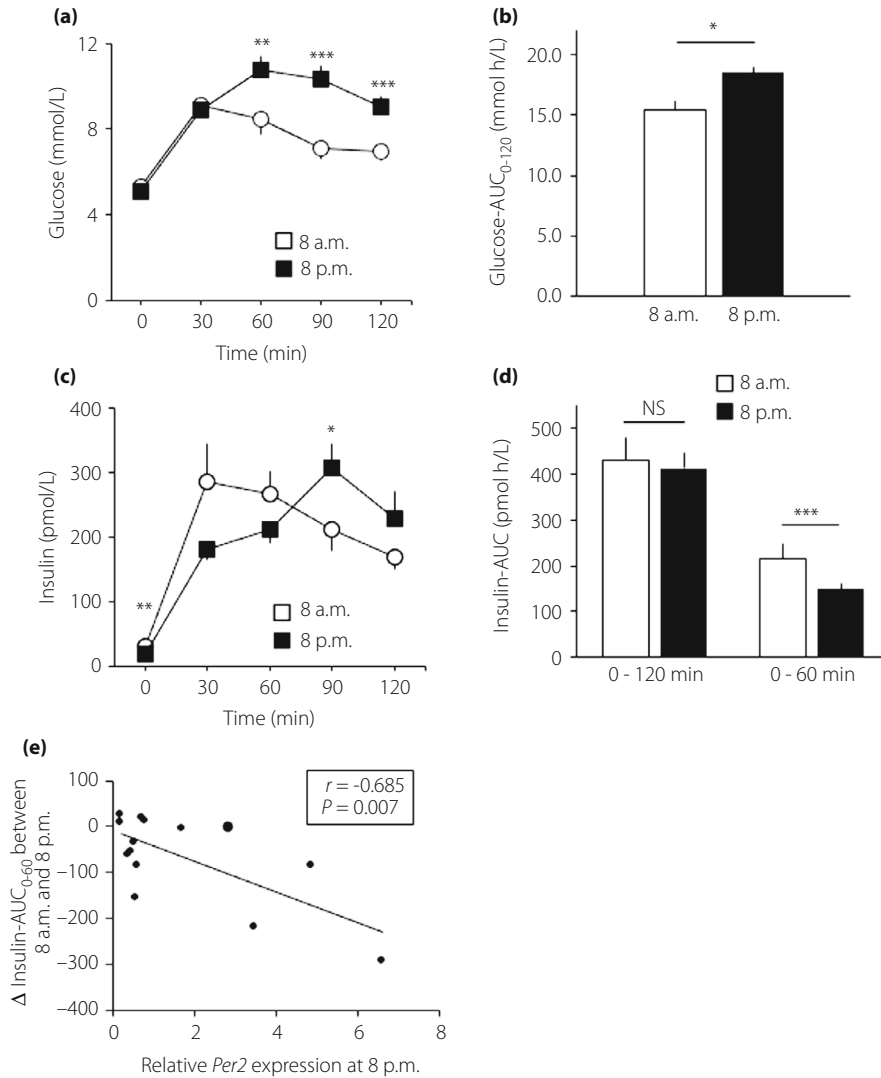 (a)
Glucose (mmol/L)
12
8
4
0
** *** ***
8 a.m.
8 p.m.
0 30 60 90 120
Time (min)
(b)
Glucose-AUC0-120 (mmol h/L)
20.0
15.0
10.0
5.0
0.0
*
8 a.m. 8 p.m.
(c)
Insulin (pmol/L)
400
300
200
100
0
** *
8 a.m.
8 p.m.
0 30 60 90 120
Time (min)
(d)
8 a.m.
8 p.m.
Insulin-AUC (pmol h/L)
500
400
300
200
100
0
NS
***
0 - 120 min 0 - 60 min
(e)
Δ Insulin-AUC0-60 between
8 a.m. and 8 p.m.
100
0
−100
−200
−300
−400
r = -0.685
P = 0.007
0 2 4 6 8
Relative Per2 expression at 8 p.m.